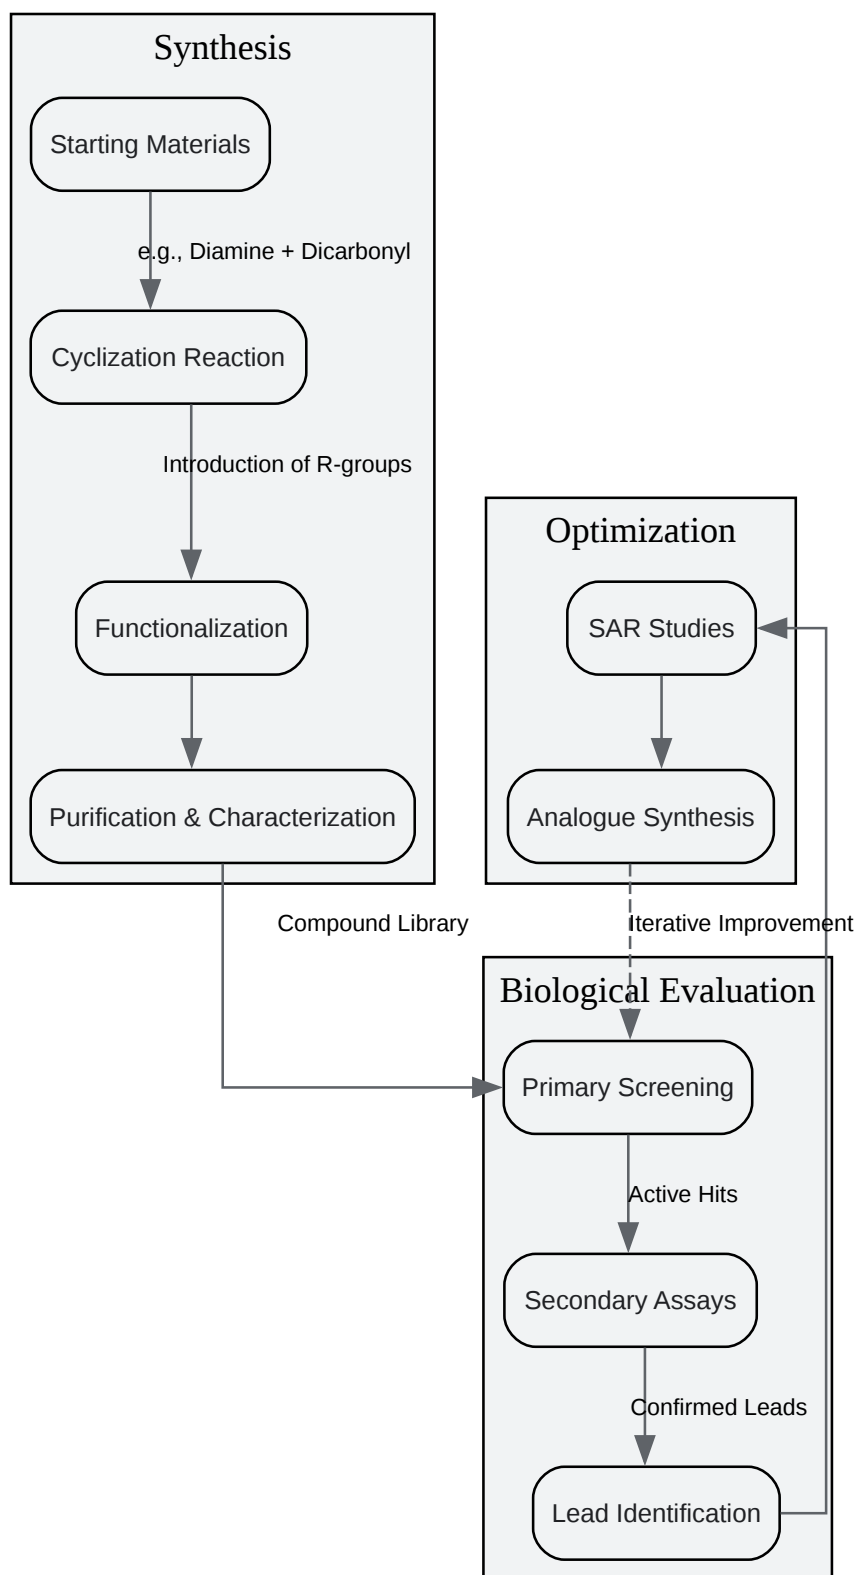 Synthesis
Starting Materials
e.g., Diamine + Dicarbonyl
Cyclization Reaction
Introduction of R-groups
Functionalization
Purification & Characterization
Compound Library
Optimization
SAR Studies
Analogue Synthesis
Iterative Improvement
Biological Evaluation
Primary Screening
Active Hits
Secondary Assays
Confirmed Leads
Lead Identification